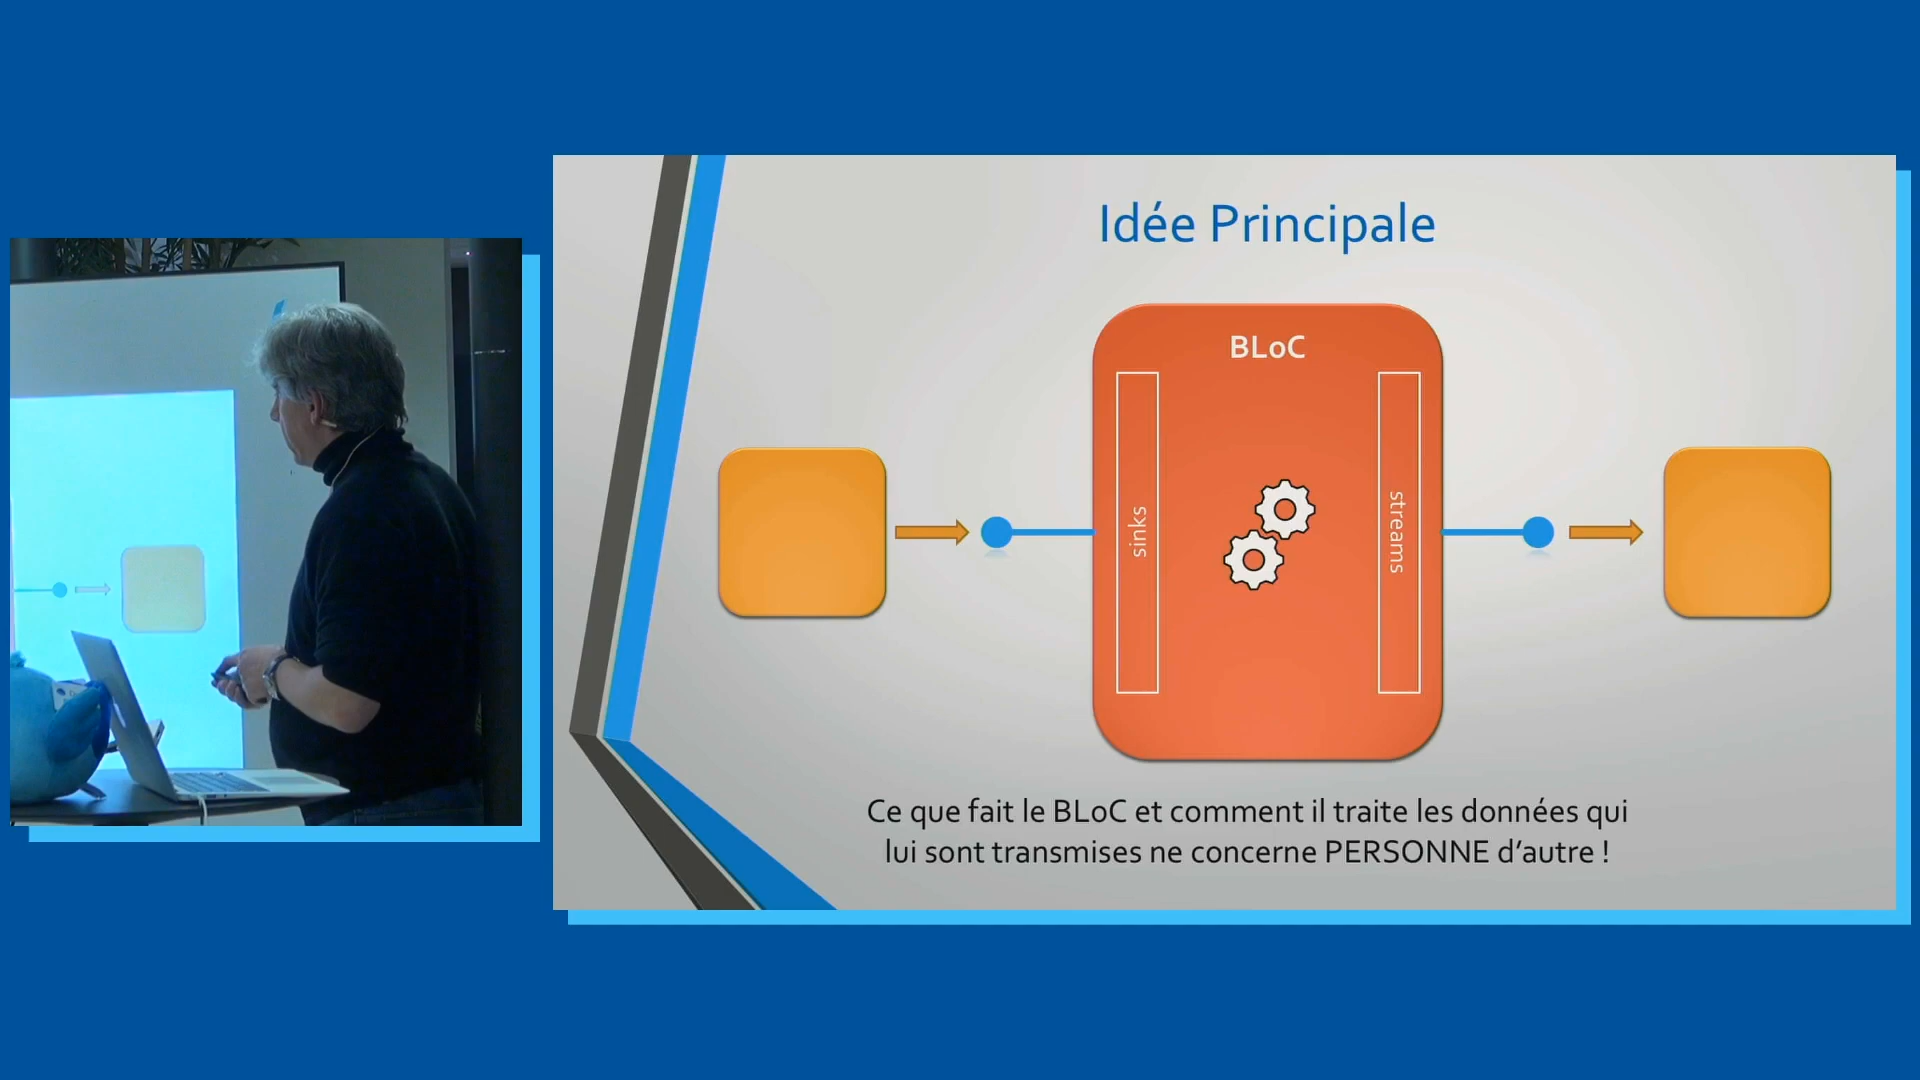 Idée Principale
BLoC
sinks
streams
Ce que fait le BLoC et comment il traite les données qui
lui sont transmises ne concerne PERSONNE d'autre !